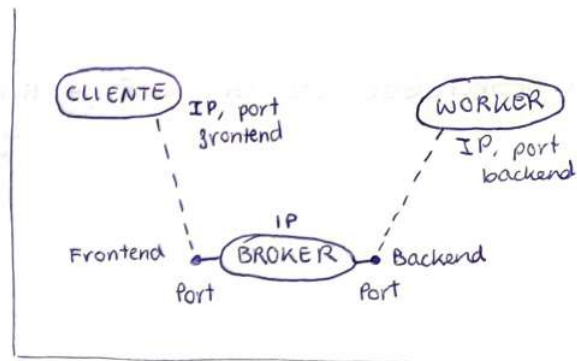 CLIENTE
IP, port
frontend
WORKER
IP, port
backend
IP
Frontend
BROKER
Backend
Port
Port